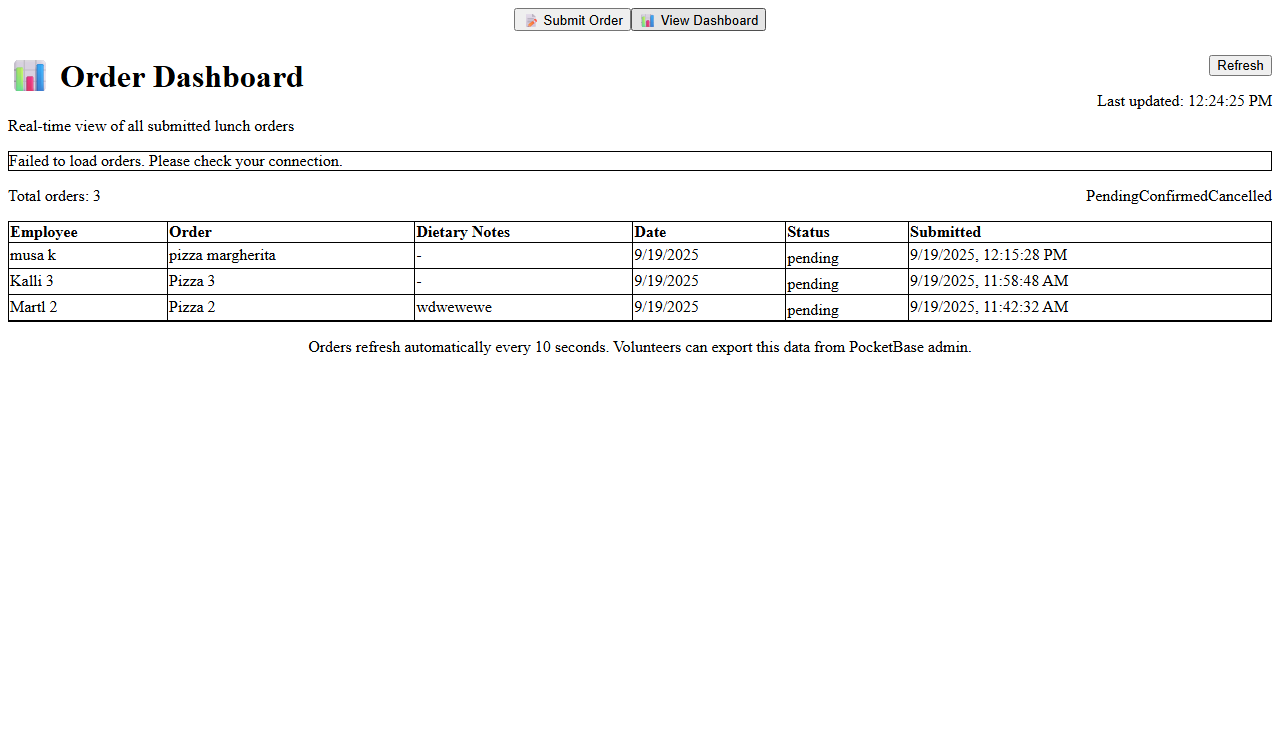 Submit Order View Dashboard
Order Dashboard
Refresh
Last updated: 12:24:25 PM
Real-time view of all submitted lunch orders
Failed to load orders. Please check your connection.
Total orders: 3 PendingConfirmedCancelled
Employee Order Dietary Notes Date Status Submitted
musa k pizza margherita - 9/19/2025 pending 9/19/2025, 12:15:28 PM
Kalli 3 Pizza 3 - 9/19/2025 pending 9/19/2025, 11:58:48 AM
Martl 2 Pizza 2 wdwewewe 9/19/2025 pending 9/19/2025, 11:42:32 AM
Orders refresh automatically every 10 seconds. Volunteers can export this data from PocketBase admin.